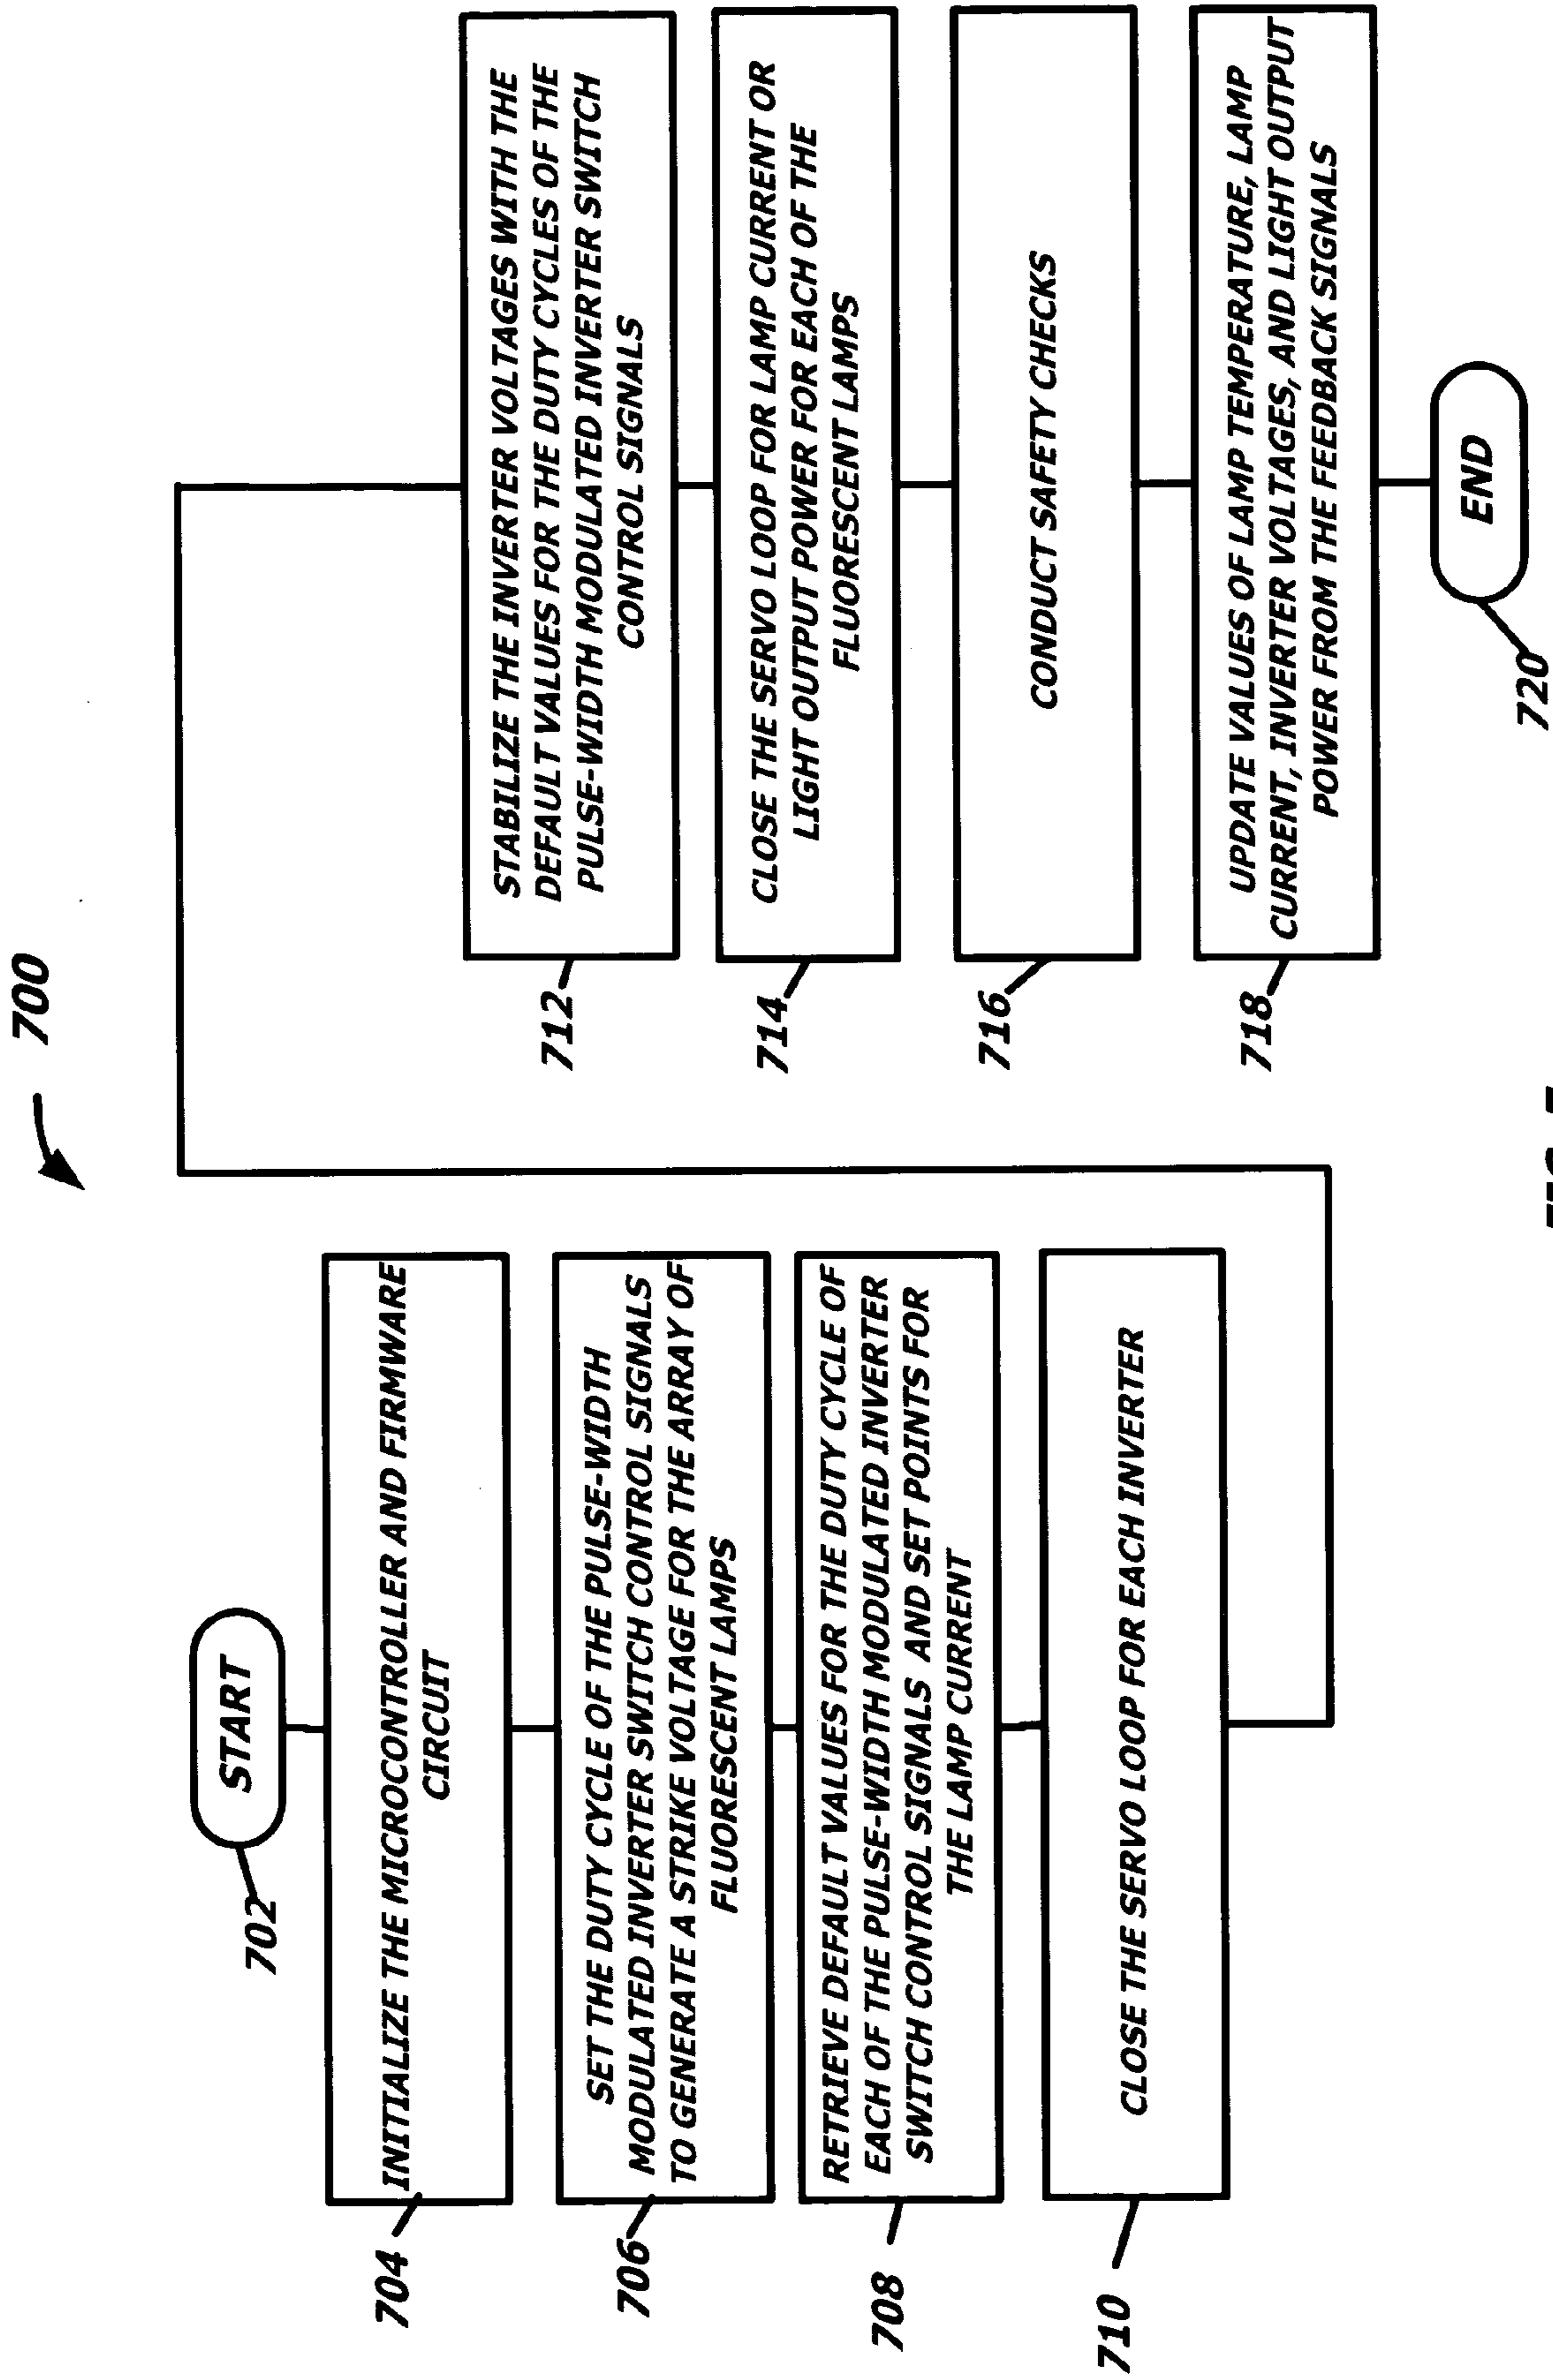 700
START
702
INITIALIZE THE MICROCONTROLLER AND FIRMWARE
CIRCUIT
704
SET THE DUTY CYCLE OF THE PULSE-WIDTH
MODULATED INVERTER SWITCH CONTROL SIGNALS
TO GENERATE A STRIKE VOLTAGE FOR THE ARRAY OF
FLUORESCENT LAMPS
706
RETRIEVE DEFAULT VALUES FOR THE DUTY CYCLE OF
EACH OF THE PULSE-WIDTH MODULATED INVERTER
SWITCH CONTROL SIGNALS AND SET POINTS FOR
THE LAMP CURRENT
708
CLOSE THE SERVO LOOP FOR EACH INVERTER
710
STABILIZE THE INVERTER VOLTAGES WITH THE
DEFAULT VALUES FOR THE DUTY CYCLES OF THE
PULSE-WIDTH MODULATED INVERTER SWITCH
CONTROL SIGNALS
712
CLOSE THE SERVO LOOP FOR LAMP CURRENT OR
LIGHT OUTPUT POWER FOR EACH OF THE
FLUORESCENT LAMPS
714
CONDUCT SAFETY CHECKS
716
UPDATE VALUES OF LAMP TEMPERATURE, LAMP
CURRENT, INVERTER VOLTAGES, AND LIGHT OUTPUT
POWER FROM THE FEEDBACK SIGNALS
718
END
720